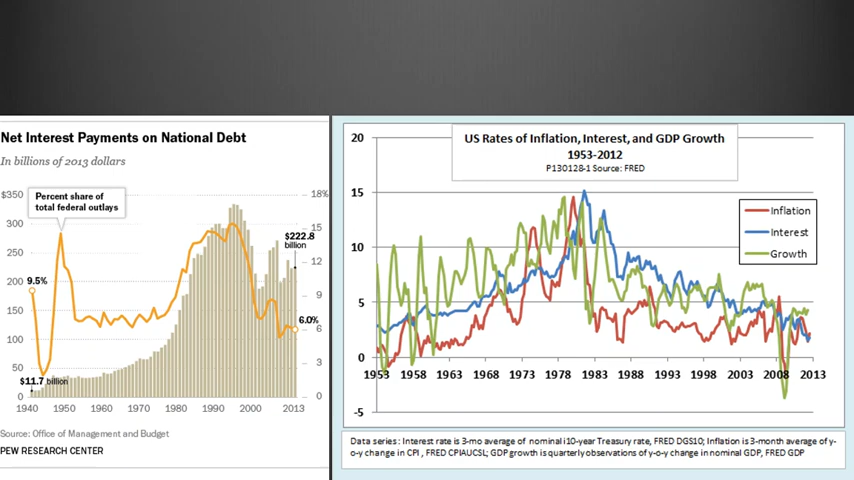 Net Interest Payments on National Debt
In billions of 2013 dollars
$350
300
250
200
150
100
50
0
18%
15
12
9
6
3
0
Percent share of
total federal outlays
$222.8
billion
9.5%
6.0%
$11.7 billion
1940 1950 1960 1970 1980 1990 2000 2013
Source: Office of Management and Budget
PEW RESEARCH CENTER
US Rates of Inflation, Interest, and GDP Growth
1953-2012
P130128-1 Source: FRED
20
15
10
5
0
-5
Inflation
Interest
Growth
1953 1958 1963 1968 1973 1978 1983 1988 1993 1998 2003 2008 2013
Data series: Interest rate is 3-mo average of nominal i10-year Treasury rate, FRED DGS10; Inflation is 3-month average of y-
o-y change in CPI , FRED CPIAUCSL; GDP growth is quarterly observations of y-o-y change in nominal GDP, FRED GDP